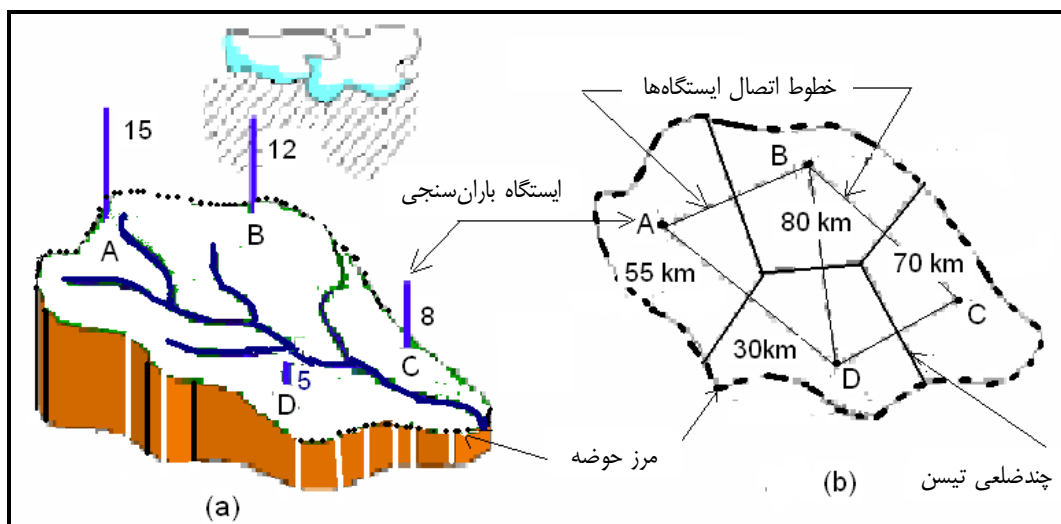 15
12
A
B
8
C
5
D
(a)
خطوط اتصال ایستگاه‌ها
ایستگاه باران‌سنجی
B
A
80 km
55 km
70 km
C
30km
D
مرز حوضه
(b)
چندضلعی تیسن